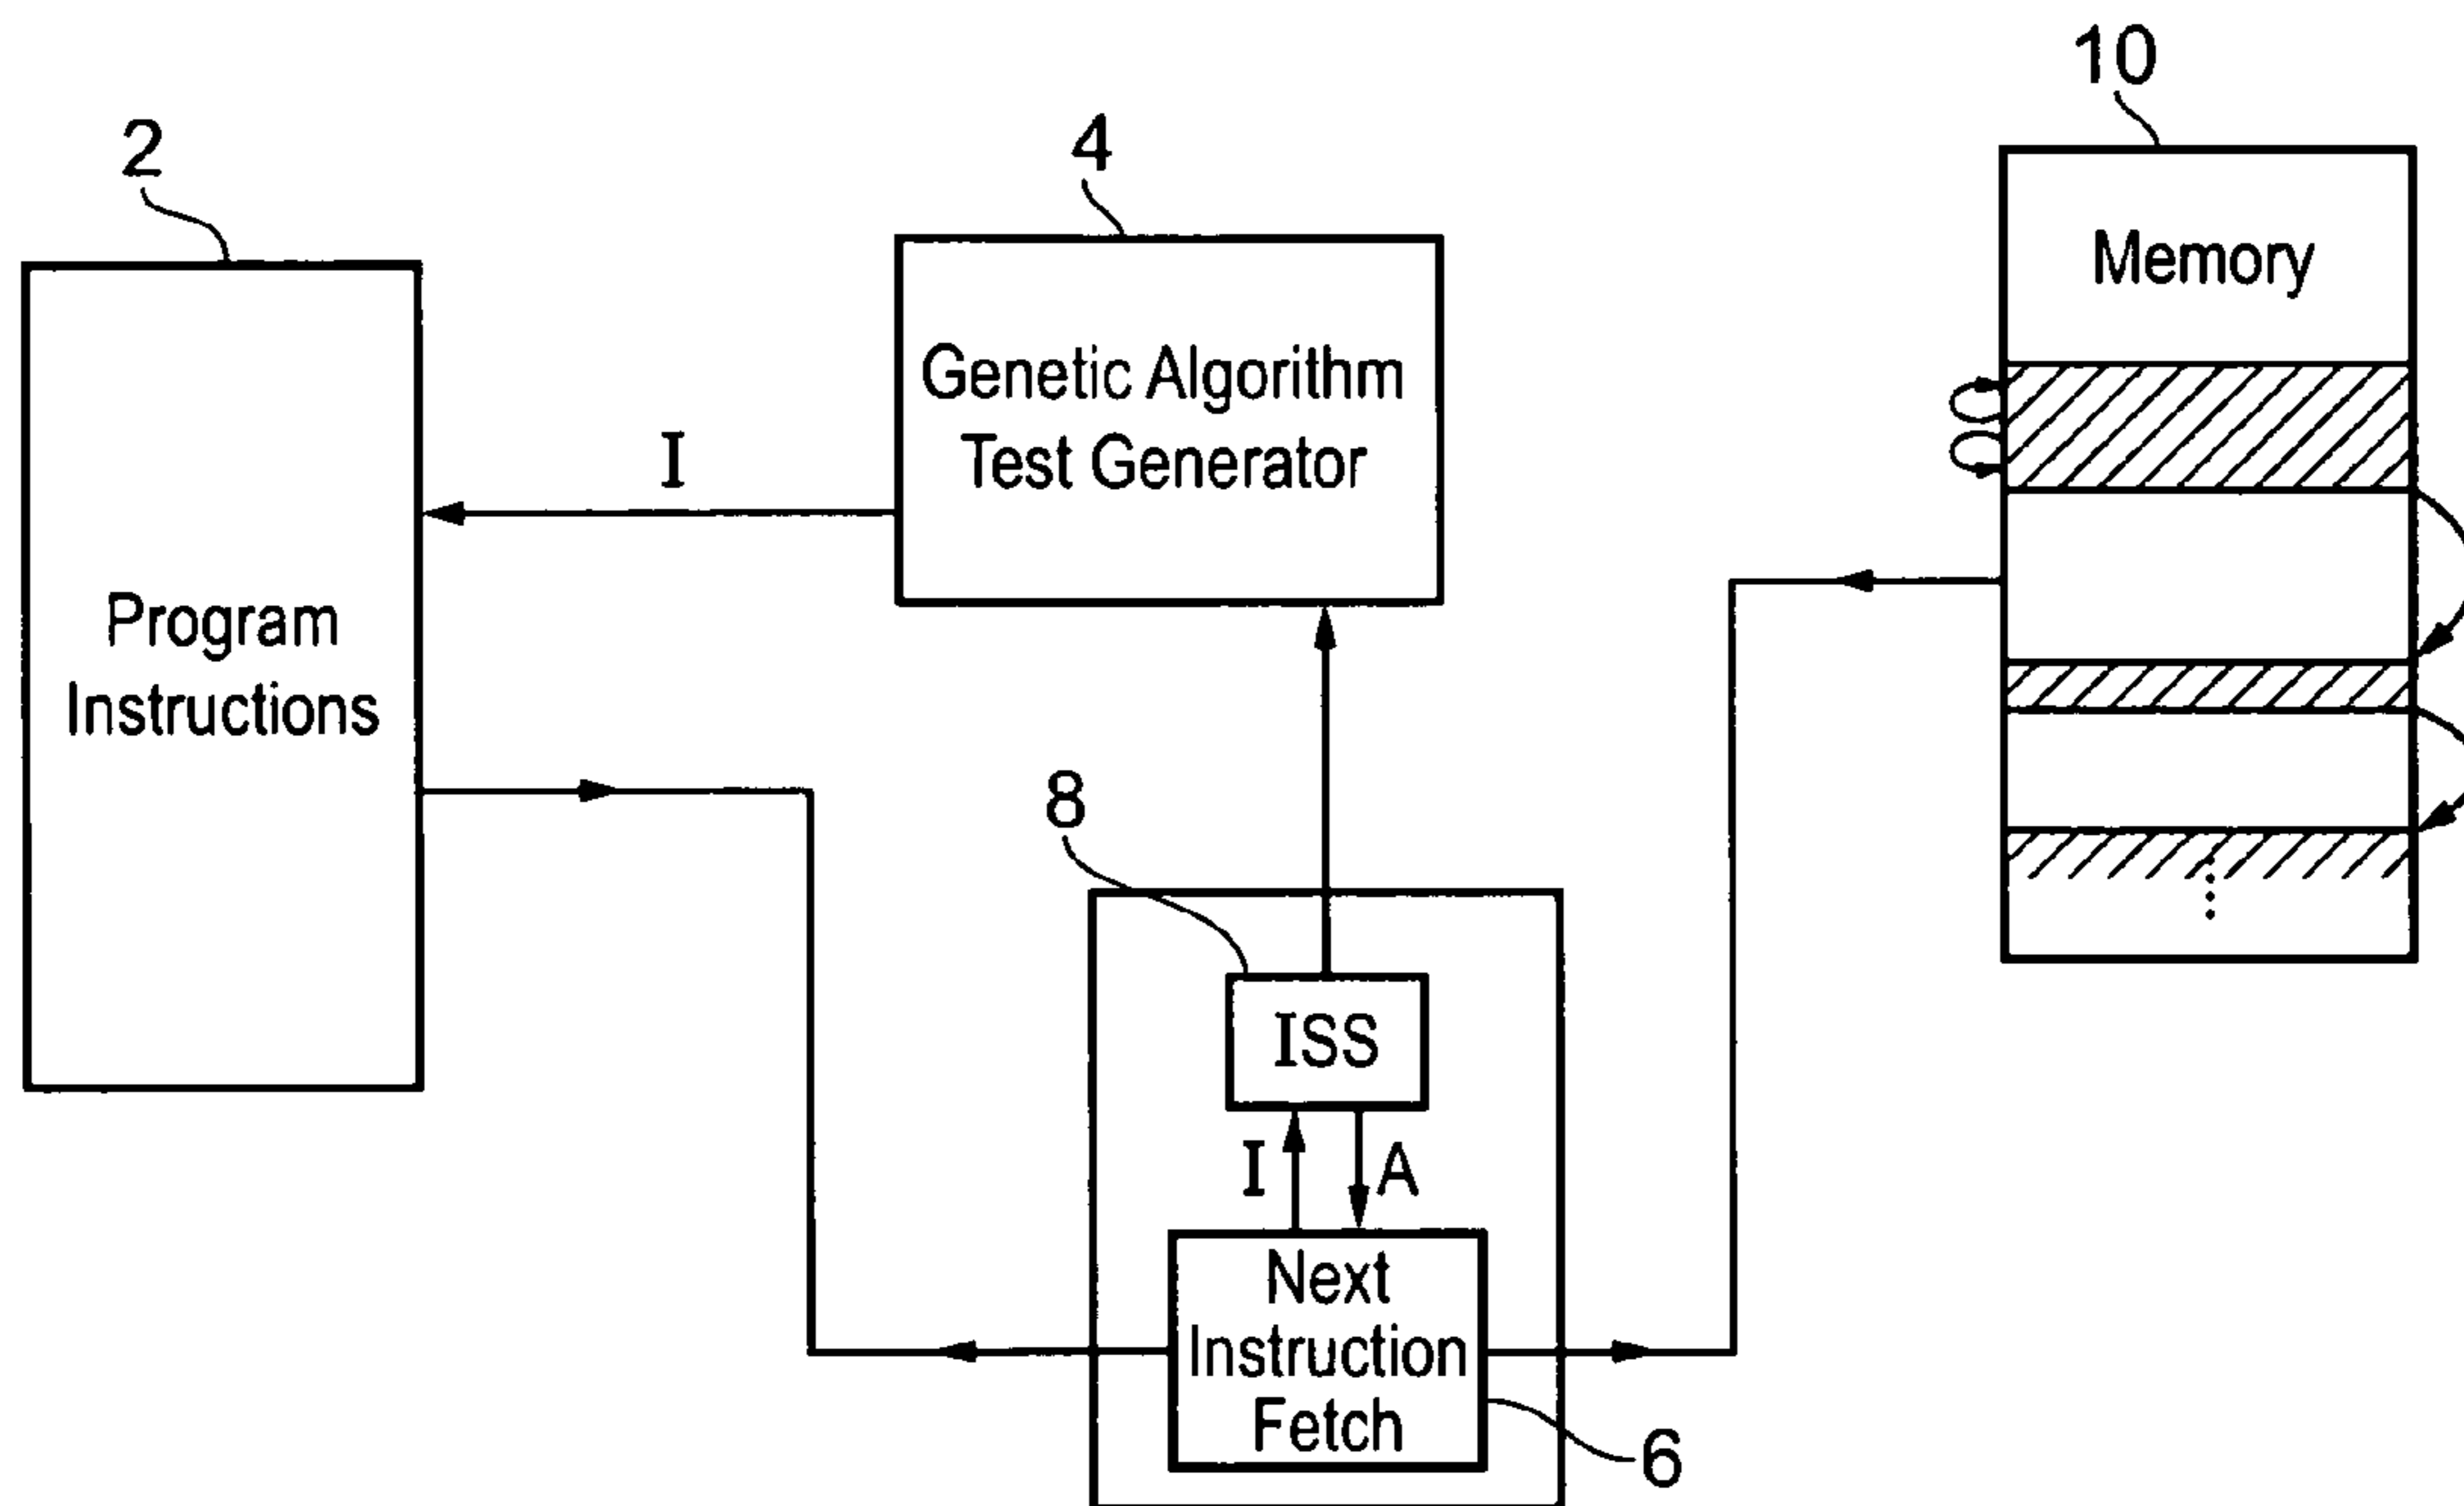 10
2
4
Memory
Genetic Algorithm
Test Generator
I
Program
Instructions
8
ISS
I
A
Next
Instruction
Fetch
6